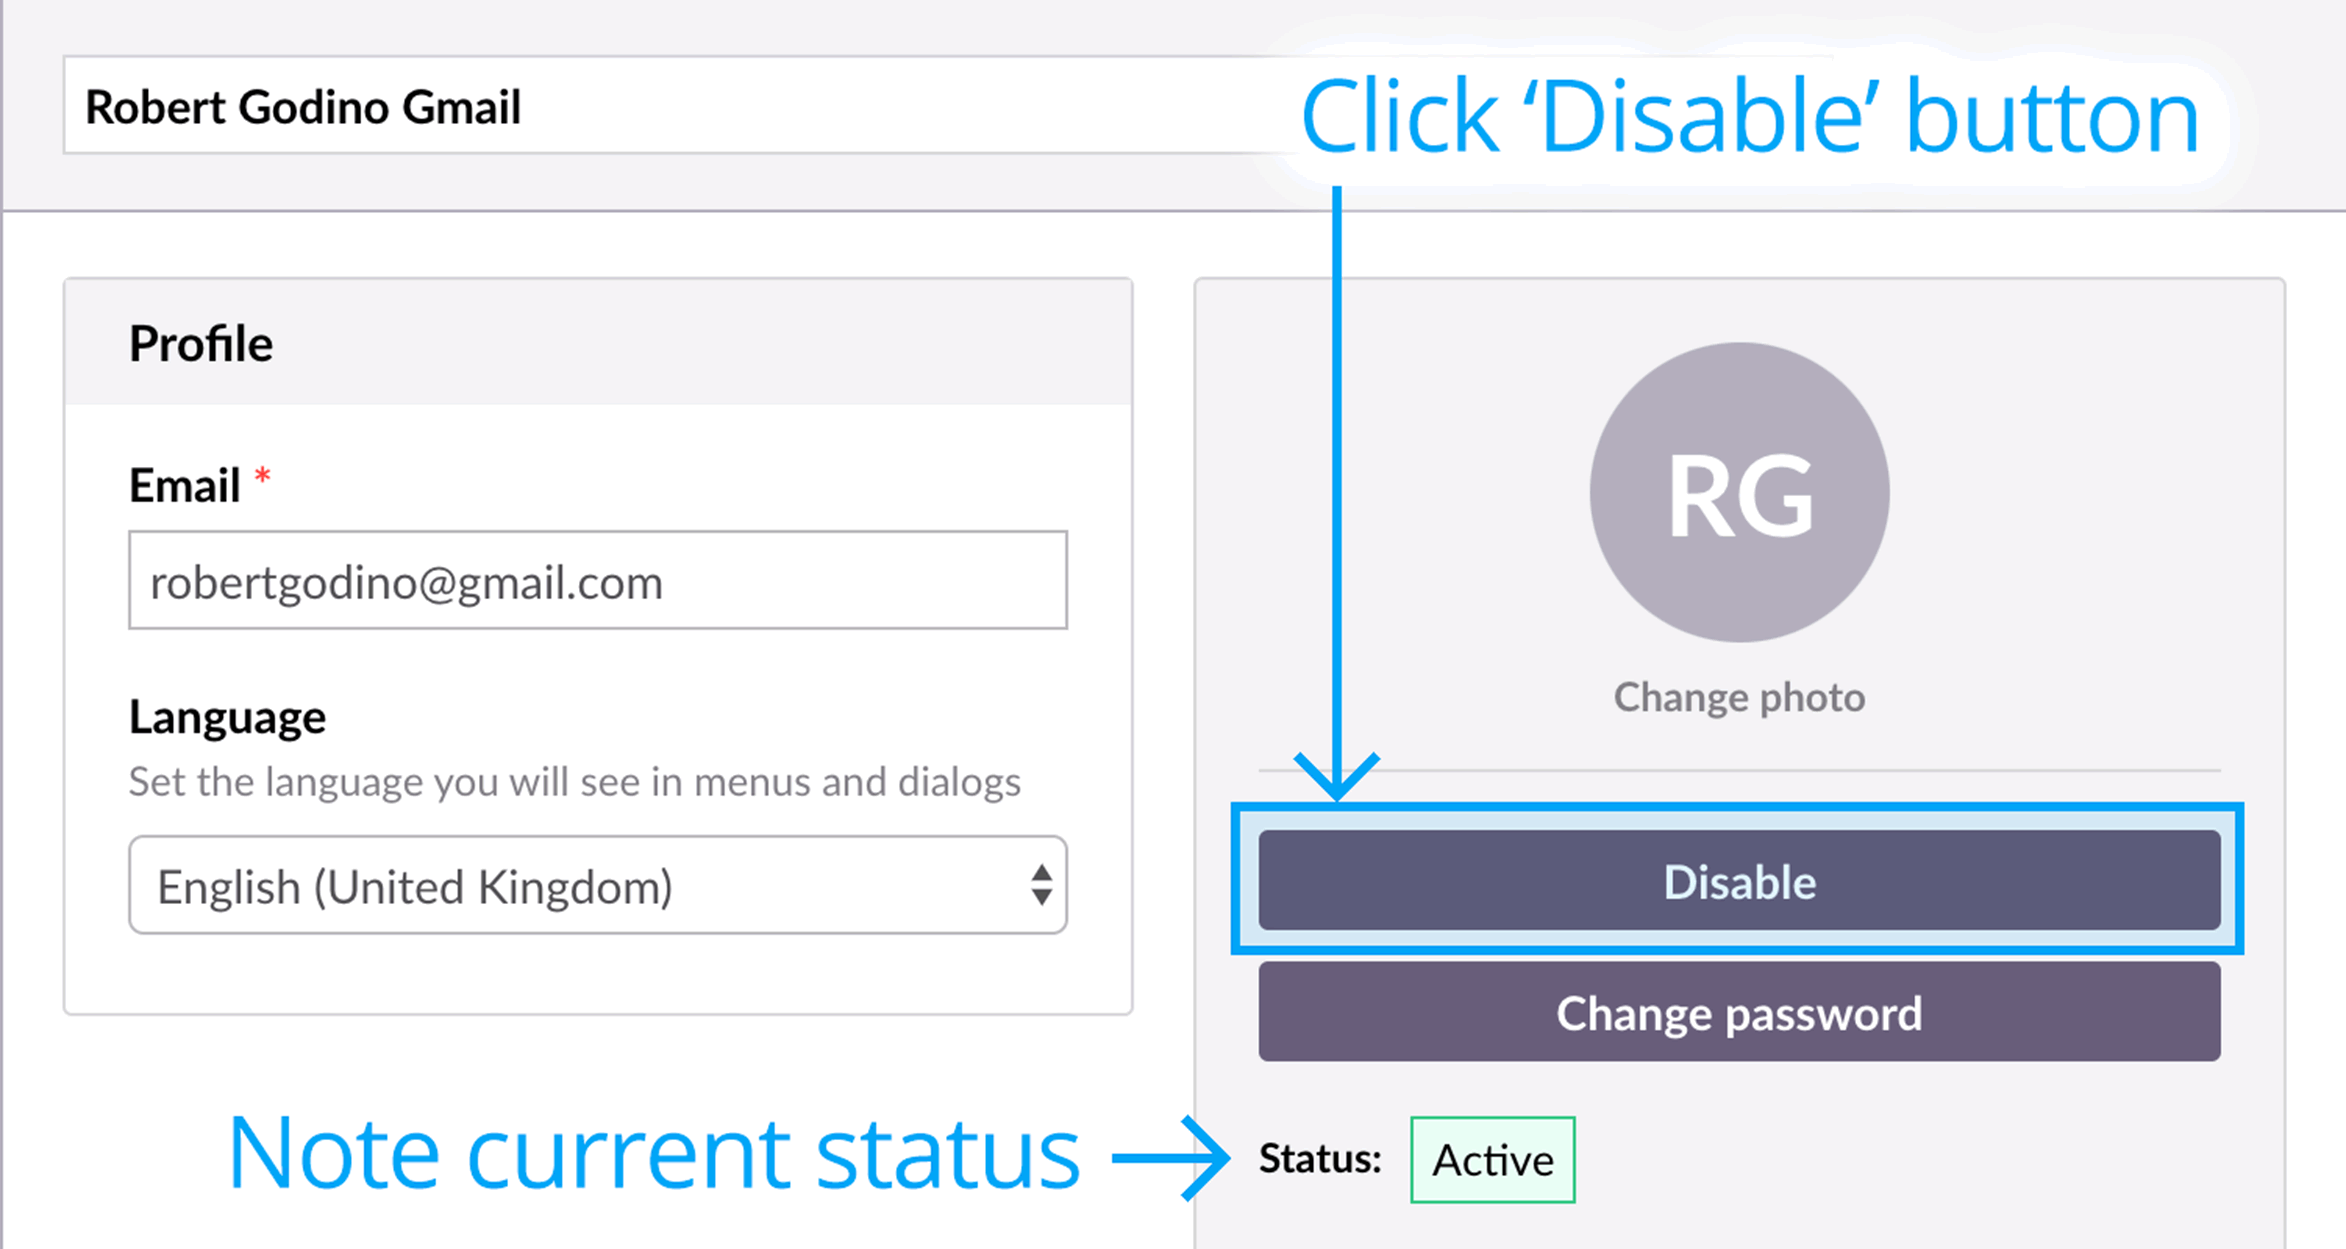 Robert Godino Gmail
Click ‘Disable’ button
Profile
Email *
robertgodino@gmail.com
Language
Set the language you will see in menus and dialogs
English (United Kingdom)
RG
Change photo
Disable
Change password
Note current status
Status: Active